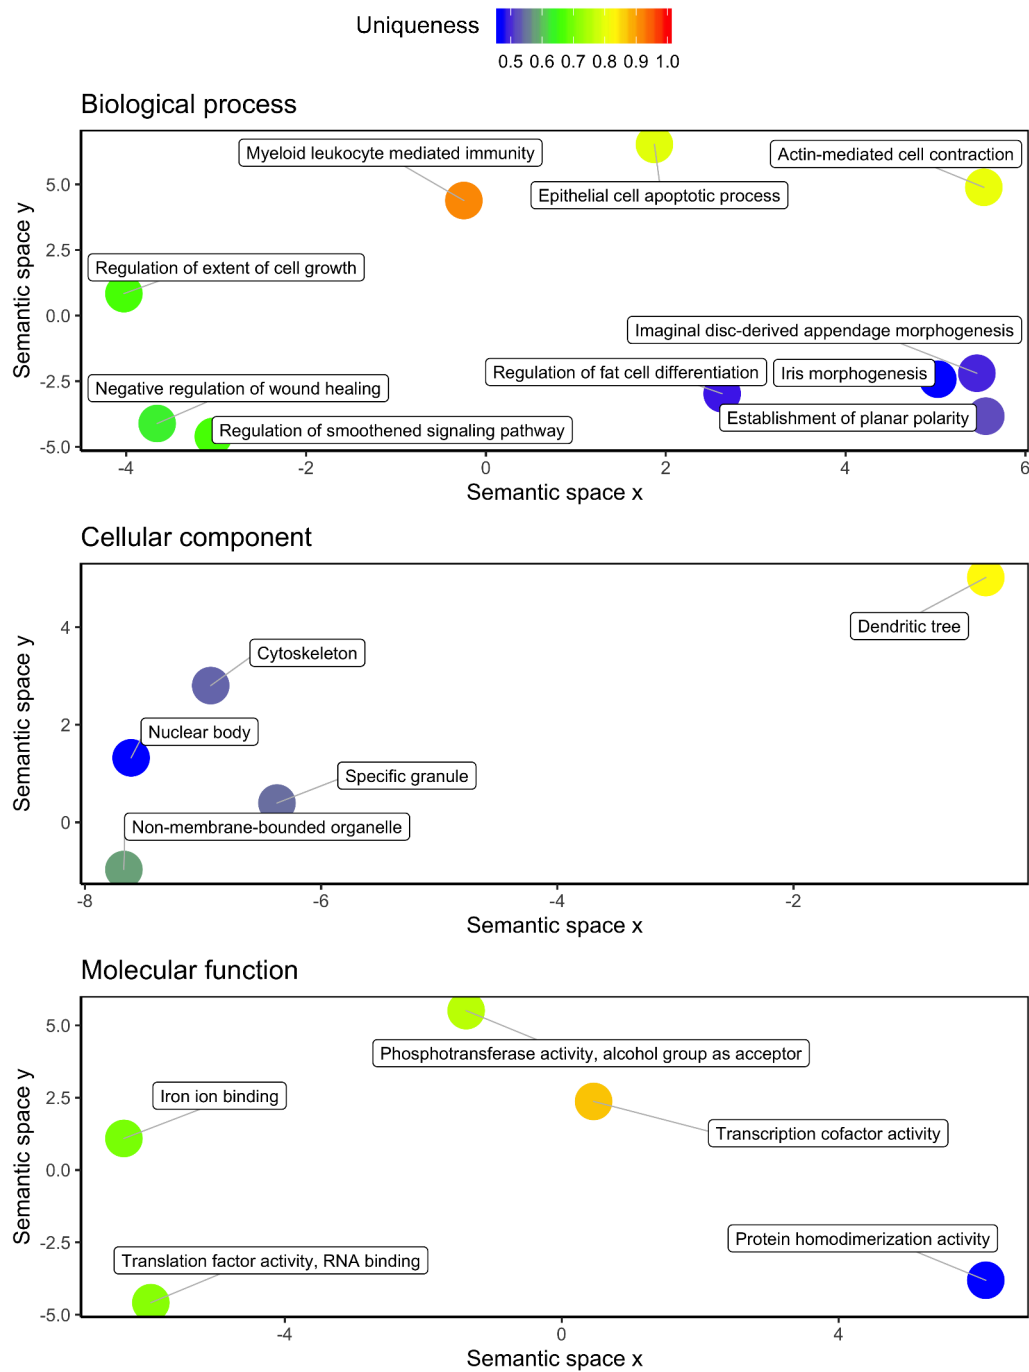 Uniqueness
0.5 0.6 0.7 0.8 0.9 1.0
Biological process
Myeloid leukocyte mediated immunity
Actin-mediated cell contraction
Epithelial cell apoptotic process
Regulation of extent of cell growth
Imaginal disc-derived appendage morphogenesis
Regulation of fat cell differentiation
Iris morphogenesis
Negative regulation of wound healing
Establishment of planar polarity
Regulation of smoothened signaling pathway
Semantic space y
5.0
2.5
0.0
-2.5
-5.0
-4 -2 0 2 4 6
Semantic space x
Cellular component
Dendritic tree
Cytoskeleton
Nuclear body
Specific granule
Non-membrane-bounded organelle
Semantic space y
4
2
0
-8 -6 -4 -2
Semantic space x
Molecular function
Phosphotransferase activity, alcohol group as acceptor
Iron ion binding
Transcription cofactor activity
Protein homodimerization activity
Translation factor activity, RNA binding
Semantic space y
5.0
2.5
0.0
-2.5
-5.0
-4 0 4
Semantic space x